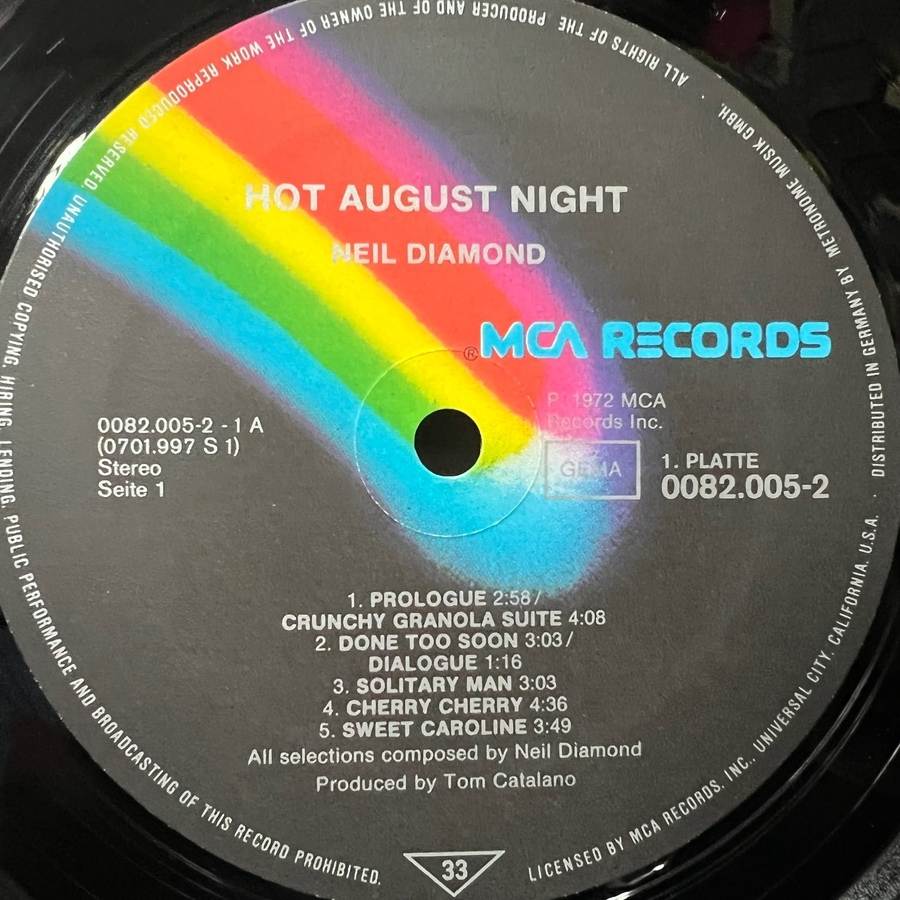 HOT AUGUST NIGHT
NEIL DIAMOND
® MCA RECORDS
P 1972 MCA
Records Inc.
0082.005-2 - 1 A
(0701.997 S 1)
Stereo
Seite 1
GEMA
1. PLATTE
0082.005-2
1. PROLOGUE 2:58 /
CRUNCHY GRANOLA SUITE 4:08
2. DONE TOO SOON 3:03 /
DIALOGUE 1:16
3. SOLITARY MAN 3:03
4. CHERRY CHERRY 4:36
5. SWEET CAROLINE 3:49
All selections composed by Neil Diamond
Produced by Tom Catalano
33
ALL RIGHTS OF THE PRODUCER AND OF THE OWNER OF THE WORK REPRODUCED RESERVED. UNAUTHORISED COPYING, HIRING, LENDING, PUBLIC PERFORMANCE AND BROADCASTING OF THIS RECORD PROHIBITED.
LICENSED BY MCA RECORDS, INC., UNIVERSAL CITY, CALIFORNIA, U.S.A. · DISTRIBUTED IN GERMANY BY METRONOME MUSIK GMBH. ·